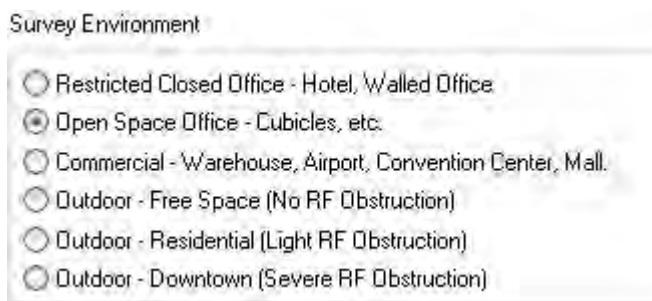 Survey Environment
Restricted Closed Office - Hotel, Walled Office
Open Space Office - Cubicles, etc.
Commercial - Warehouse, Airport, Convention Center, Mall.
Outdoor - Free Space (No RF Obstruction)
Outdoor - Residential (Light RF Obstruction)
Outdoor - Downtown (Severe RF Obstruction)